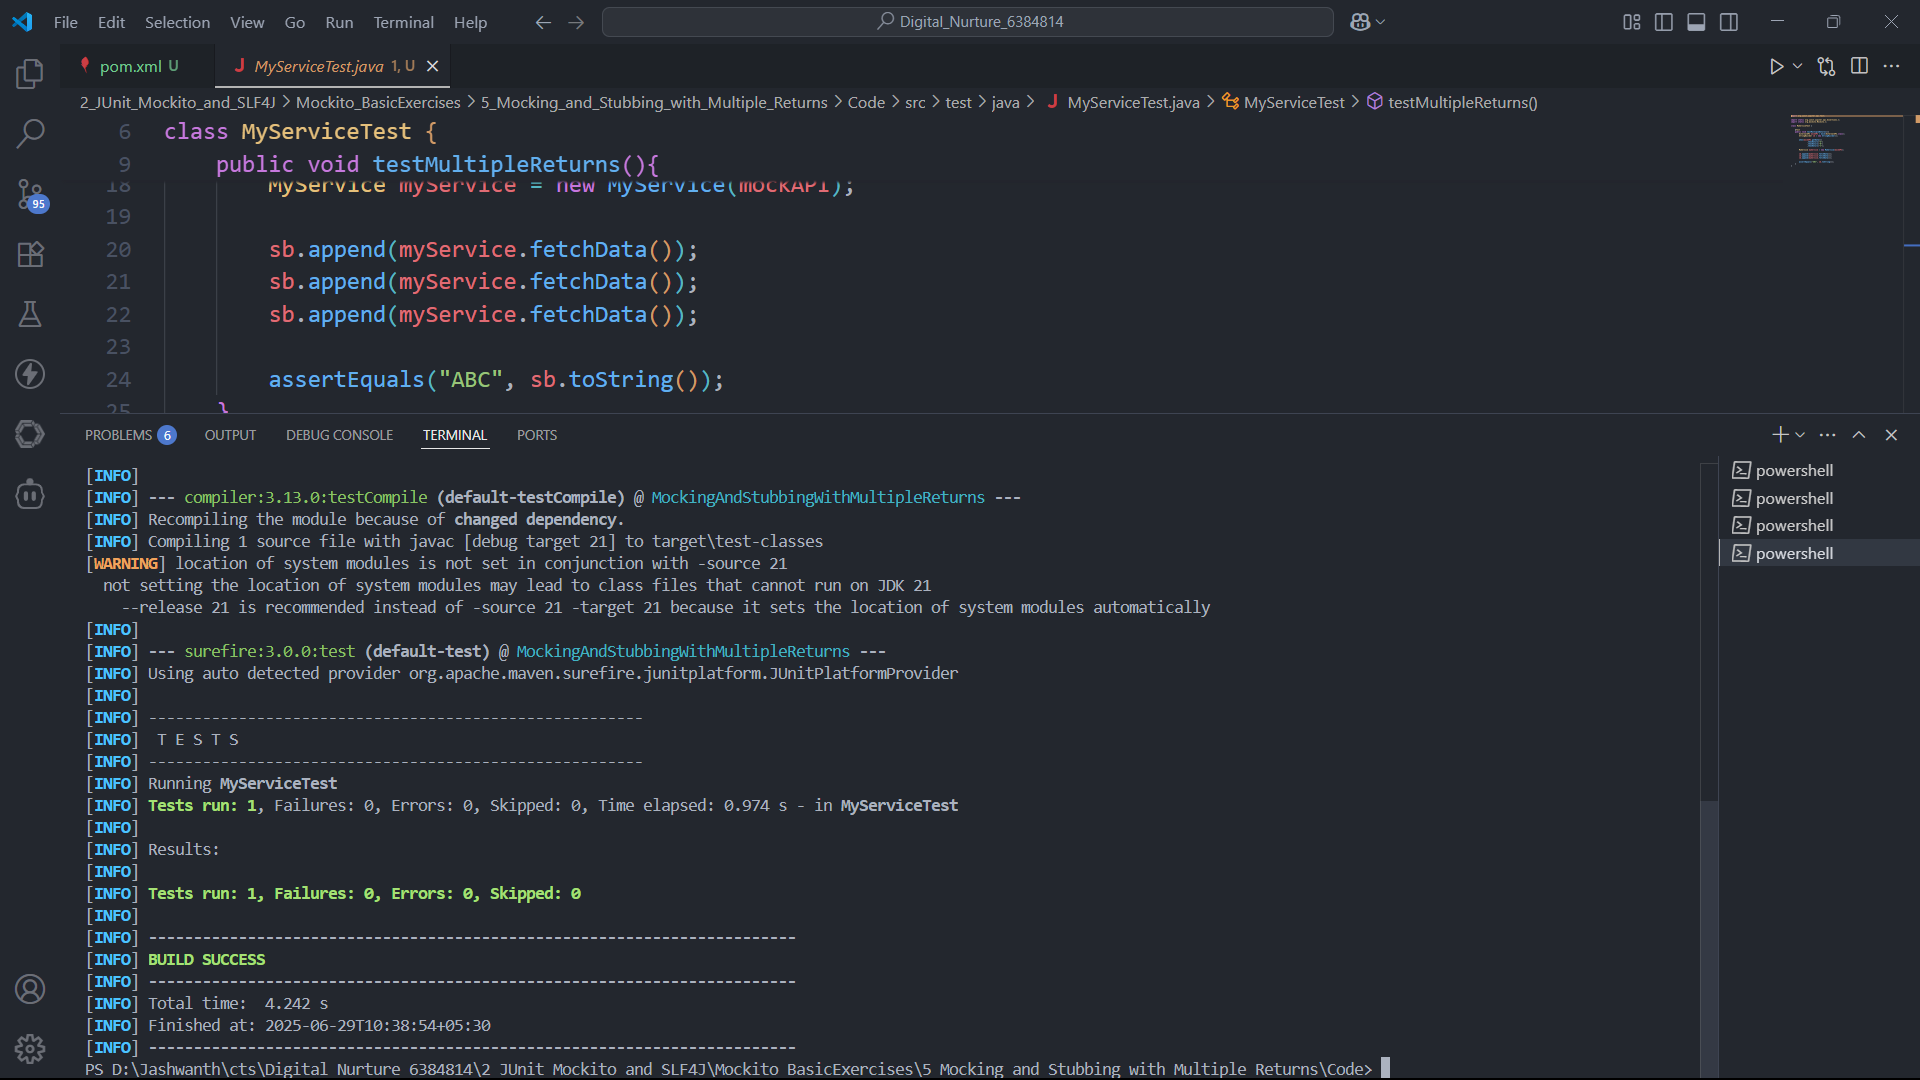 File Edit Selection View Go Run Terminal Help
Digital_Nurture_6384814
pom.xml U
J MyServiceTest.java 1, U
2_JUnit_Mockito_and_SLF4J > Mockito_BasicExercises > 5_Mocking_and_Stubbing_with_Multiple_Returns > Code > src > test > java > J MyServiceTest.java > MyServiceTest > testMultipleReturns()
6 class MyServiceTest {
9 public void testMultipleReturns(){
18 MyService myService = new MyService(mockAPI);
19
20 sb.append(myService.fetchData());
21 sb.append(myService.fetchData());
22 sb.append(myService.fetchData());
23
24 assertEquals("ABC", sb.toString());
25 }
95
PROBLEMS 6 OUTPUT DEBUG CONSOLE TERMINAL PORTS
[INFO]
[INFO] --- compiler:3.13.0:testCompile (default-testCompile) @ MockingAndStubbingWithMultipleReturns ---
[INFO] Recompiling the module because of changed dependency.
[INFO] Compiling 1 source file with javac [debug target 21] to target\test-classes
[WARNING] location of system modules is not set in conjunction with -source 21
not setting the location of system modules may lead to class files that cannot run on JDK 21
--release 21 is recommended instead of -source 21 -target 21 because it sets the location of system modules automatically
[INFO]
[INFO] --- surefire:3.0.0:test (default-test) @ MockingAndStubbingWithMultipleReturns ---
[INFO] Using auto detected provider org.apache.maven.surefire.junitplatform.JUnitPlatformProvider
[INFO]
[INFO] -------------------------------------------------------
[INFO] T E S T S
[INFO] -------------------------------------------------------
[INFO] Running MyServiceTest
[INFO] Tests run: 1, Failures: 0, Errors: 0, Skipped: 0, Time elapsed: 0.974 s - in MyServiceTest
[INFO]
[INFO] Results:
[INFO]
[INFO] Tests run: 1, Failures: 0, Errors: 0, Skipped: 0
[INFO]
[INFO] ------------------------------------------------------------------------
[INFO] BUILD SUCCESS
[INFO] ------------------------------------------------------------------------
[INFO] Total time:  4.242 s
[INFO] Finished at: 2025-06-29T10:38:54+05:30
[INFO] ------------------------------------------------------------------------
PS D:\Jashwanth\cts\Digital_Nurture_6384814\2_JUnit_Mockito_and_SLF4J\Mockito_BasicExercises\5_Mocking_and_Stubbing_with_Multiple_Returns\Code>
powershell
powershell
powershell
powershell